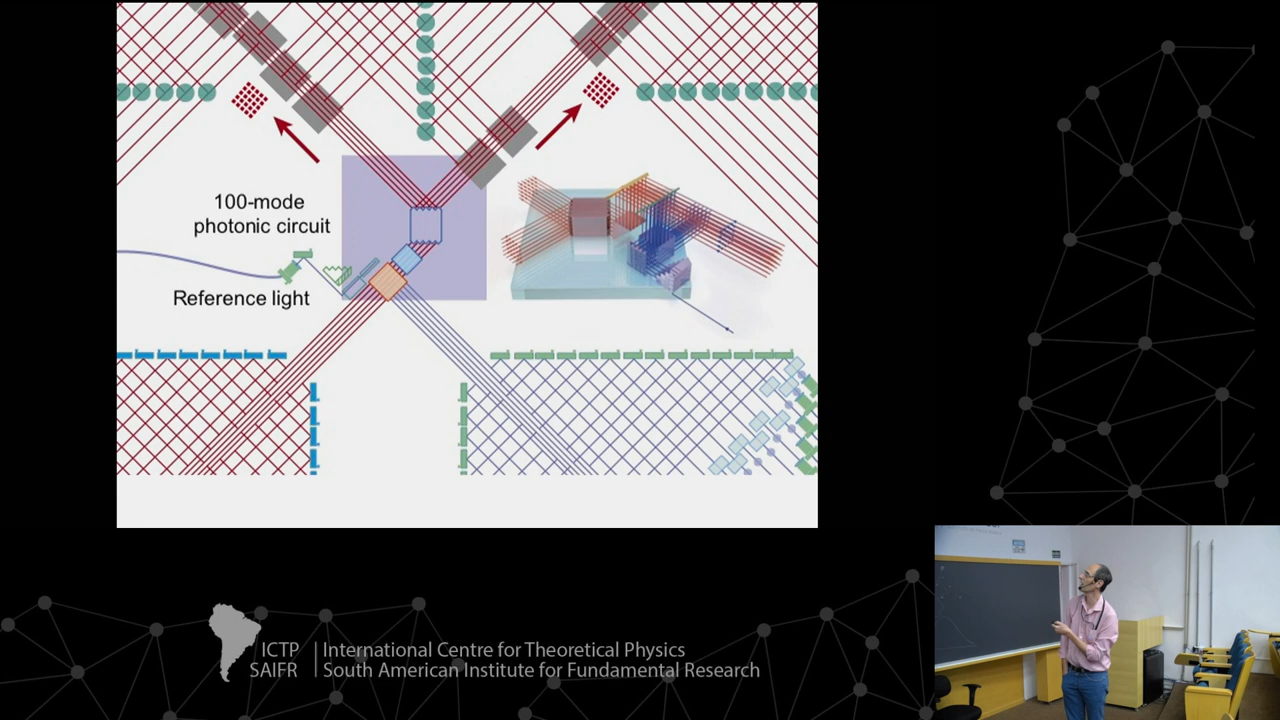 100-mode
photonic circuit
Reference light
ICTP
SAIFR
International Centre for Theoretical Physics
South American Institute for Fundamental Research